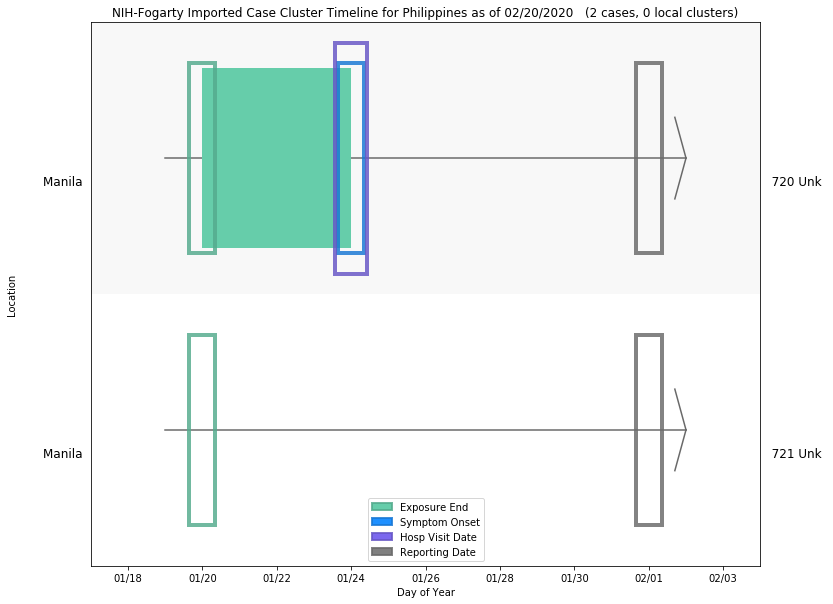 NIH-Fogarty Imported Case Cluster Timeline for Philippines as of 02/20/2020   (2 cases, 0 local clusters)
Manila
720 Unk
Location
Manila
721 Unk
Exposure End
Symptom Onset
Hosp Visit Date
Reporting Date
01/18 01/20 01/22 01/24 01/26 01/28 01/30 02/01 02/03
Day of Year